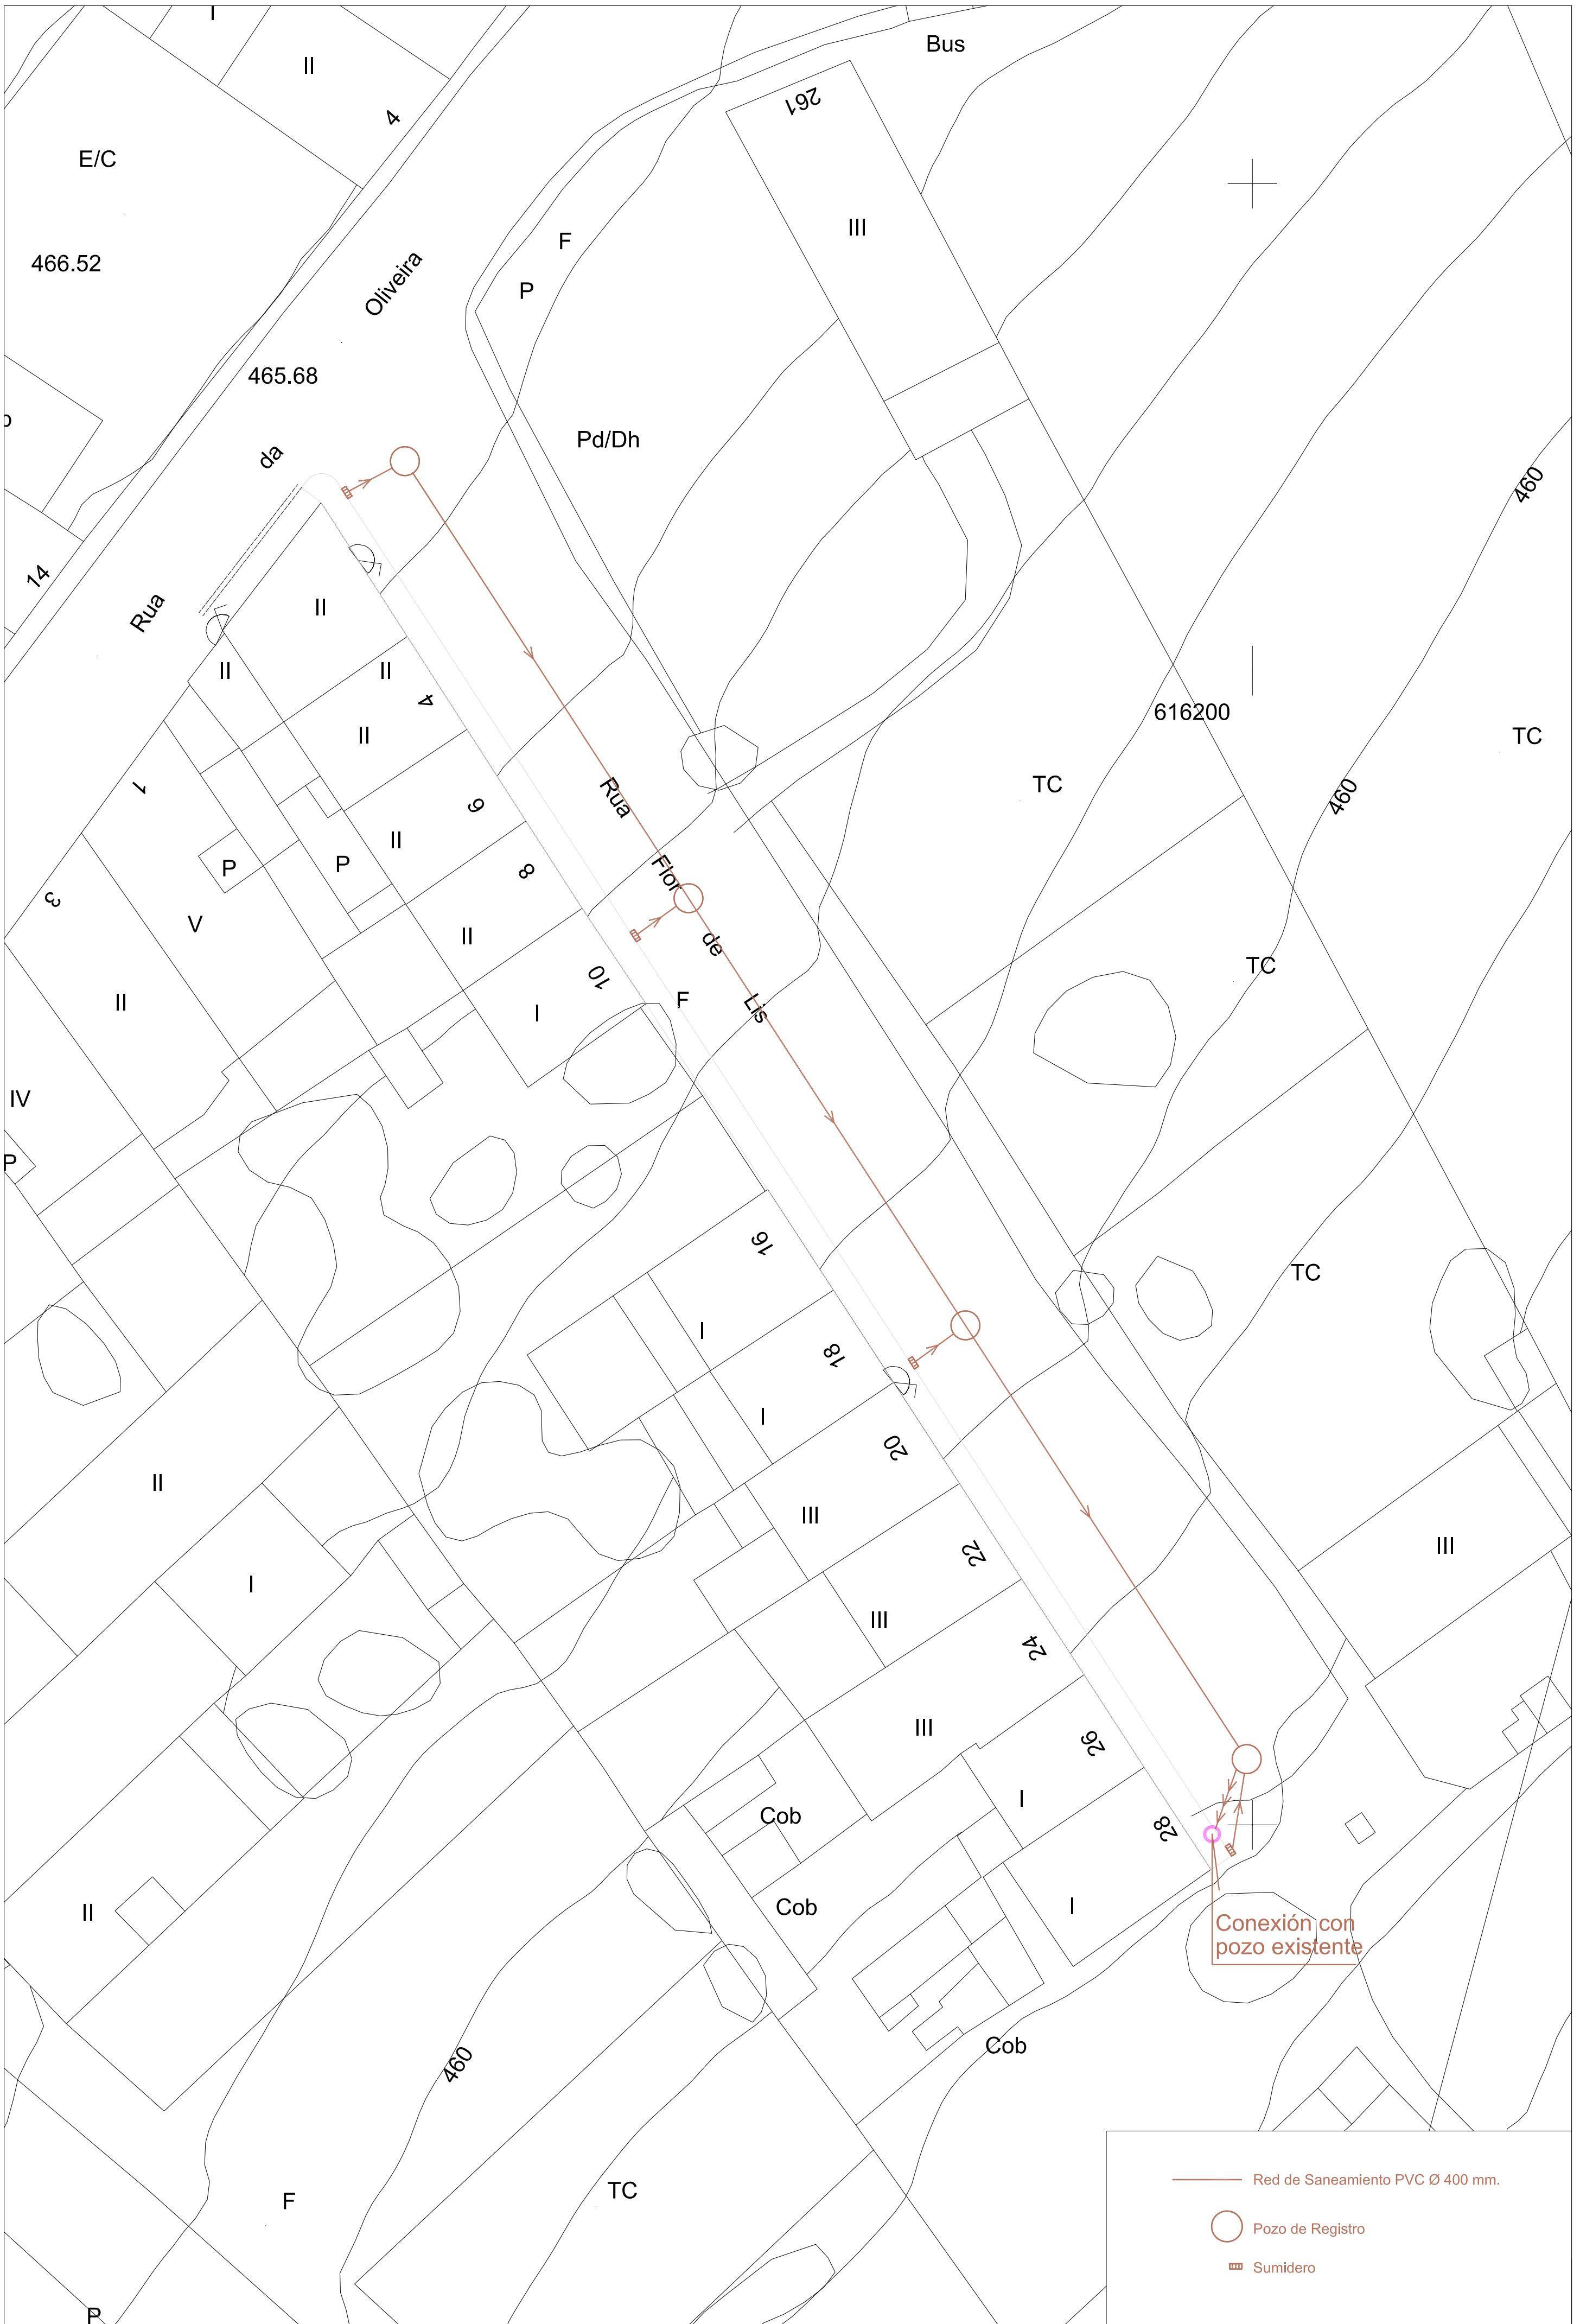 I
II
Bus
4
261
E/C
III
F
466.52
Oliveira
P
465.68
Pd/Dh
da
460
14
Rua
II
II
II
4
616200
TC
II
TC
460
1
Rua
6
II
P
P
Flor
8
3
V
II
de
TC
10
F
II
I
Lis
IV
P
16
TC
I
18
I
20
II
III
III
22
I
III
24
III
26
I
Cob
28
Cob
I
II
Conexión con
pozo existente
460
Cob
TC
F
P
Red de Saneamiento PVC Ø 400 mm.
Pozo de Registro
Sumidero